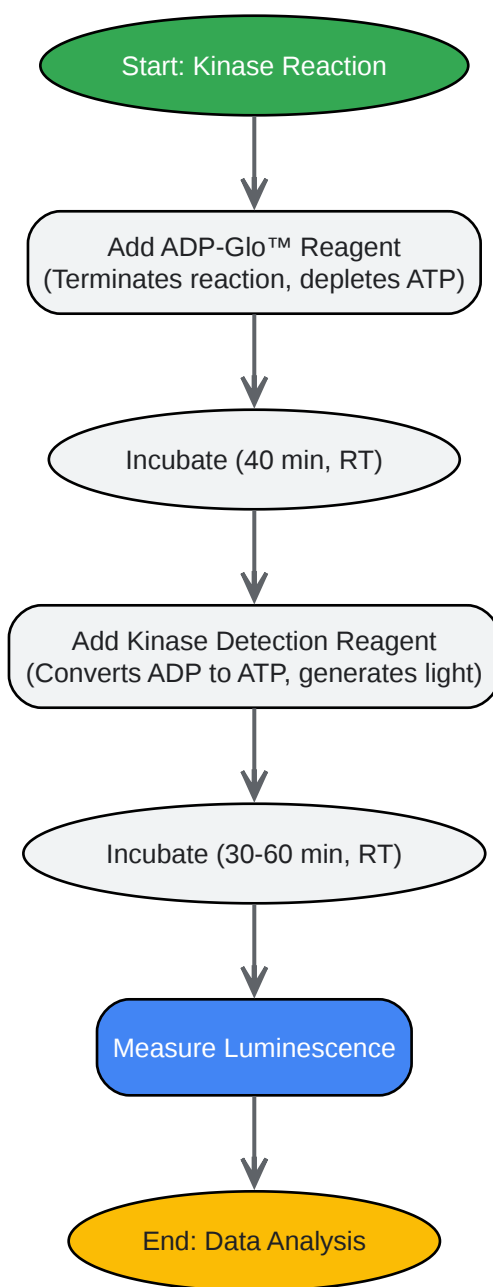 Start: Kinase Reaction
Add ADP-Glo™ Reagent
(Terminates reaction, depletes ATP)
Incubate (40 min, RT)
Add Kinase Detection Reagent
(Converts ADP to ATP, generates light)
Incubate (30-60 min, RT)
Measure Luminescence
End: Data Analysis